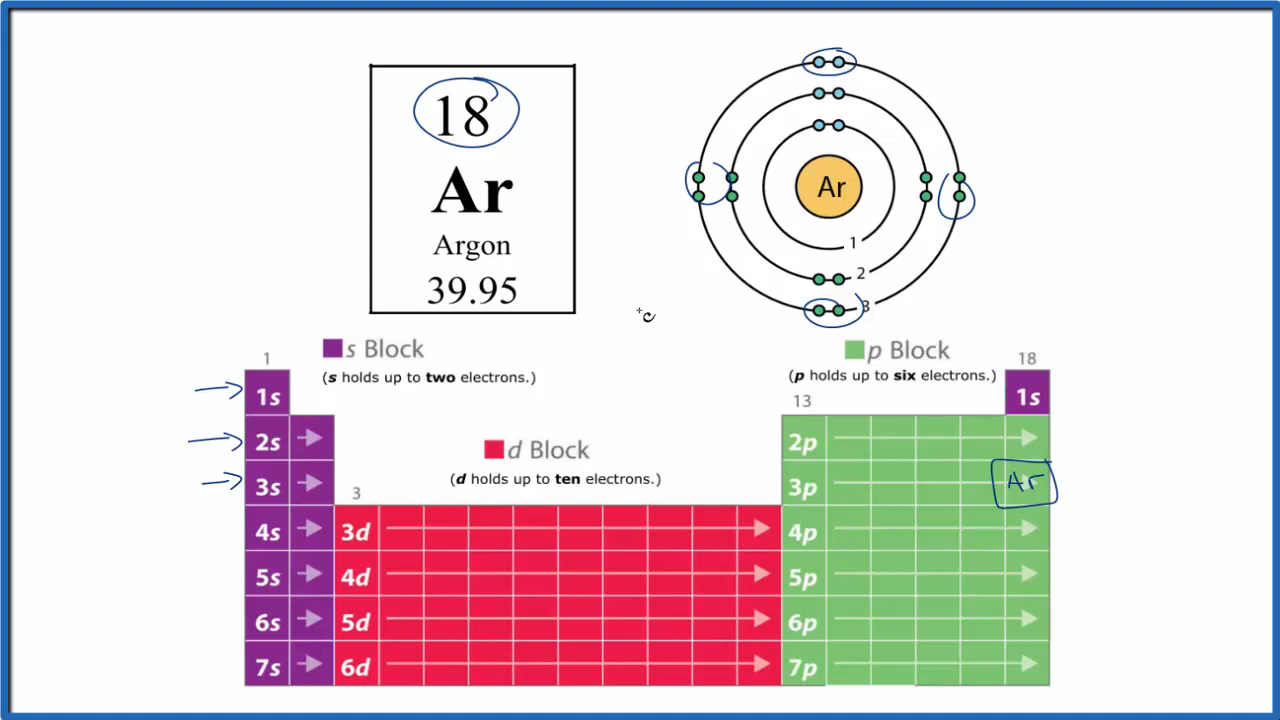 18
Ar
Argon
39.95
Ar
1
2
3
1
s Block
(s holds up to two electrons.)
p Block
(p holds up to six electrons.)
18
13
1s
1s
2s
2p
d Block
(d holds up to ten electrons.)
3s
3
3p
Ar
4s 3d 4p
5s 4d 5p
6s 5d 6p
7s 6d 7p